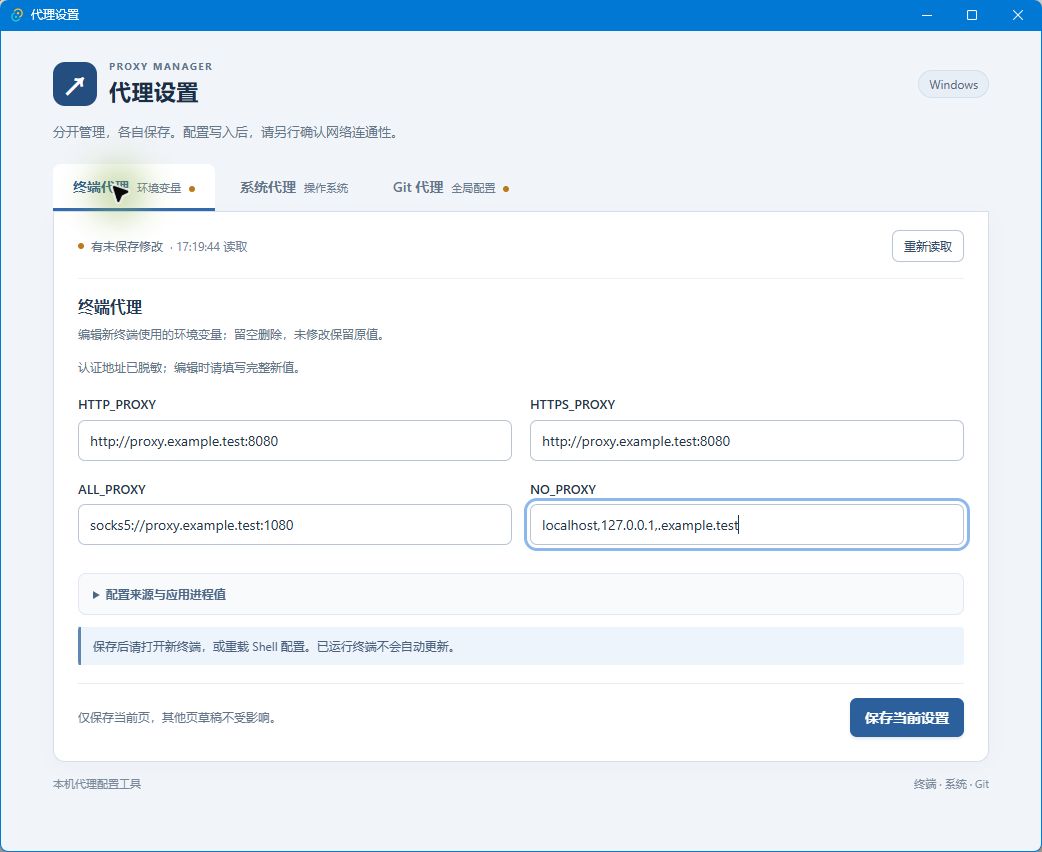 代理设置
PROXY MANAGER
代理设置
Windows
分开管理，各自保存。配置写入后，请另行确认网络连通性。
终端代理 环境变量
系统代理 操作系统
Git 代理 全局配置
有未保存修改 · 17:19:44 读取
重新读取
终端代理
编辑新终端使用的环境变量；留空删除，未修改保留原值。
认证地址已脱敏；编辑时请填写完整新值。
HTTP_PROXY
HTTPS_PROXY
http://proxy.example.test:8080
http://proxy.example.test:8080
ALL_PROXY
NO_PROXY
socks5://proxy.example.test:1080
localhost,127.0.0.1,.example.test
配置来源与应用进程值
保存后请打开新终端，或重载 Shell 配置。已运行终端不会自动更新。
仅保存当前页，其他页草稿不受影响。
保存当前设置
本机代理配置工具
终端 · 系统 · Git